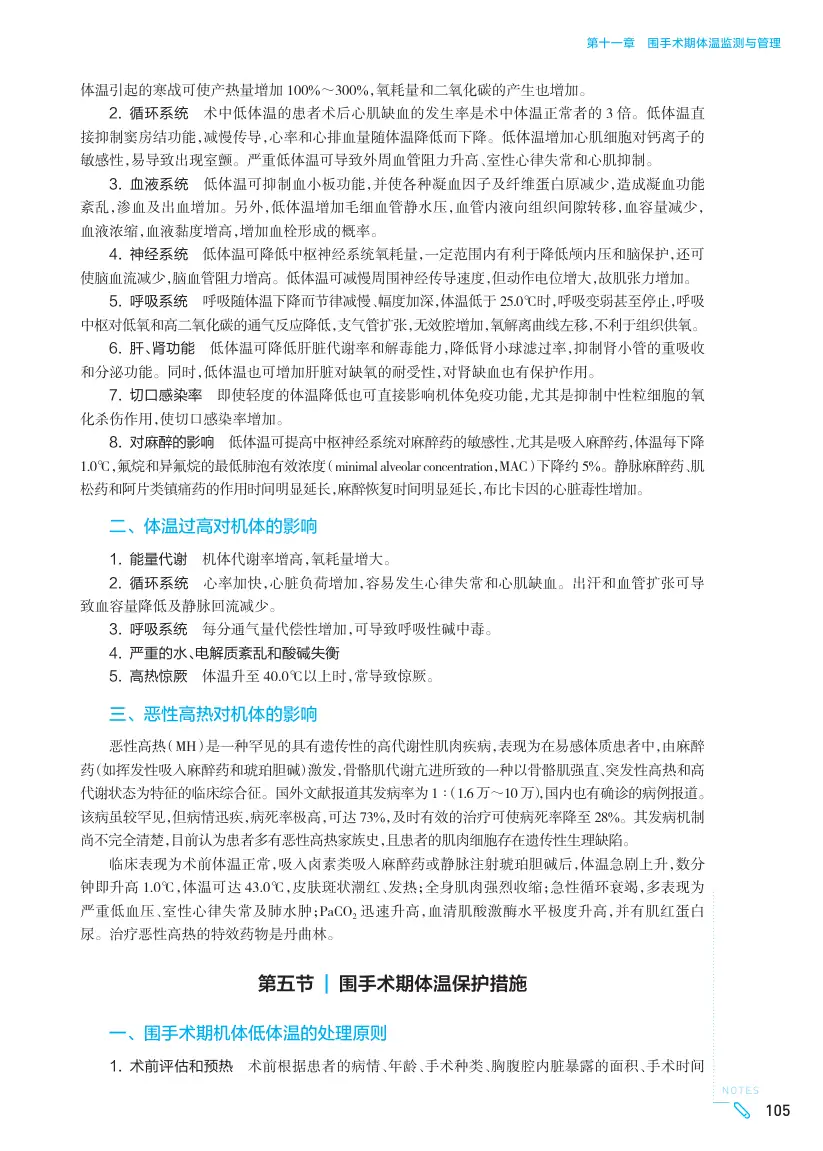 第十一章 围手术期体温监测与管理
体温引起的寒战可使产热量增加 100%～300%,氧耗量和二氧化碳的产生也增加。
2. 循环系统 术中低体温的患者术后心肌缺血的发生率是术中体温正常者的 3 倍。低体温直
接抑制窦房结功能,减慢传导,心率和心排血量随体温降低而下降。低体温增加心肌细胞对钙离子的
敏感性,易导致出现室颤。严重低体温可导致外周血管阻力升高、室性心律失常和心肌抑制。
3. 血液系统 低体温可抑制血小板功能,并使各种凝血因子及纤维蛋白原减少,造成凝血功能
紊乱,渗血及出血增加。另外,低体温增加毛细血管静水压,血管内液向组织间隙转移,血容量减少,
血液浓缩,血液黏度增高,增加血栓形成的概率。
4. 神经系统 低体温可降低中枢神经系统氧耗量,一定范围内有利于降低颅内压和脑保护,还可
使脑血流减少,脑血管阻力增高。低体温可减慢周围神经传导速度,但动作电位增大,故肌张力增加。
5. 呼吸系统 呼吸随体温下降而节律减慢、幅度加深,体温低于 25.0℃时,呼吸变弱甚至停止,呼吸
中枢对低氧和高二氧化碳的通气反应降低,支气管扩张,无效腔增加,氧解离曲线左移,不利于组织供氧。
6. 肝、肾功能 低体温可降低肝脏代谢率和解毒能力,降低肾小球滤过率,抑制肾小管的重吸收
和分泌功能。同时,低体温也可增加肝脏对缺氧的耐受性,对肾缺血也有保护作用。
7. 切口感染率 即使轻度的体温降低也可直接影响机体免疫功能,尤其是抑制中性粒细胞的氧
化杀伤作用,使切口感染率增加。
8. 对麻醉的影响 低体温可提高中枢神经系统对麻醉药的敏感性,尤其是吸入麻醉药,体温每下降
1.0℃,氟烷和异氟烷的最低肺泡有效浓度(minimal alveolar concentration,MAC)下降约 5%。静脉麻醉药、肌
松药和阿片类镇痛药的作用时间明显延长,麻醉恢复时间明显延长,布比卡因的心脏毒性增加。
二、体温过高对机体的影响
1. 能量代谢 机体代谢率增高,氧耗量增大。
2. 循环系统 心率加快,心脏负荷增加,容易发生心律失常和心肌缺血。出汗和血管扩张可导
致血容量降低及静脉回流减少。
3. 呼吸系统 每分通气量代偿性增加,可导致呼吸性碱中毒。
4. 严重的水、电解质紊乱和酸碱失衡
5. 高热惊厥 体温升至 40.0℃以上时,常导致惊厥。
三、恶性高热对机体的影响
恶性高热(MH)是一种罕见的具有遗传性的高代谢性肌肉疾病,表现为在易感体质患者中,由麻醉
药(如挥发性吸入麻醉药和琥珀胆碱)激发,骨骼肌代谢亢进所致的一种以骨骼肌强直、突发性高热和高
代谢状态为特征的临床综合征。国外文献报道其发病率为 1∶(1.6 万～10 万),国内也有确诊的病例报道。
该病虽较罕见,但病情迅疾,病死率极高,可达 73%,及时有效的治疗可使病死率降至 28%。其发病机制
尚不完全清楚,目前认为患者多有恶性高热家族史,且患者的肌肉细胞存在遗传性生理缺陷。
临床表现为术前体温正常,吸入卤素类吸入麻醉药或静脉注射琥珀胆碱后,体温急剧上升,数分
钟即升高 1.0℃,体温可达 43.0℃,皮肤斑状潮红、发热;全身肌肉强烈收缩;急性循环衰竭,多表现为
严重低血压、室性心律失常及肺水肿;PaCO₂ 迅速升高,血清肌酸激酶水平极度升高,并有肌红蛋白
尿。治疗恶性高热的特效药物是丹曲林。
第五节 | 围手术期体温保护措施
一、围手术期机体低体温的处理原则
1. 术前评估和预热 术前根据患者的病情、年龄、手术种类、胸腹腔内脏暴露的面积、手术时间
NOTES
105